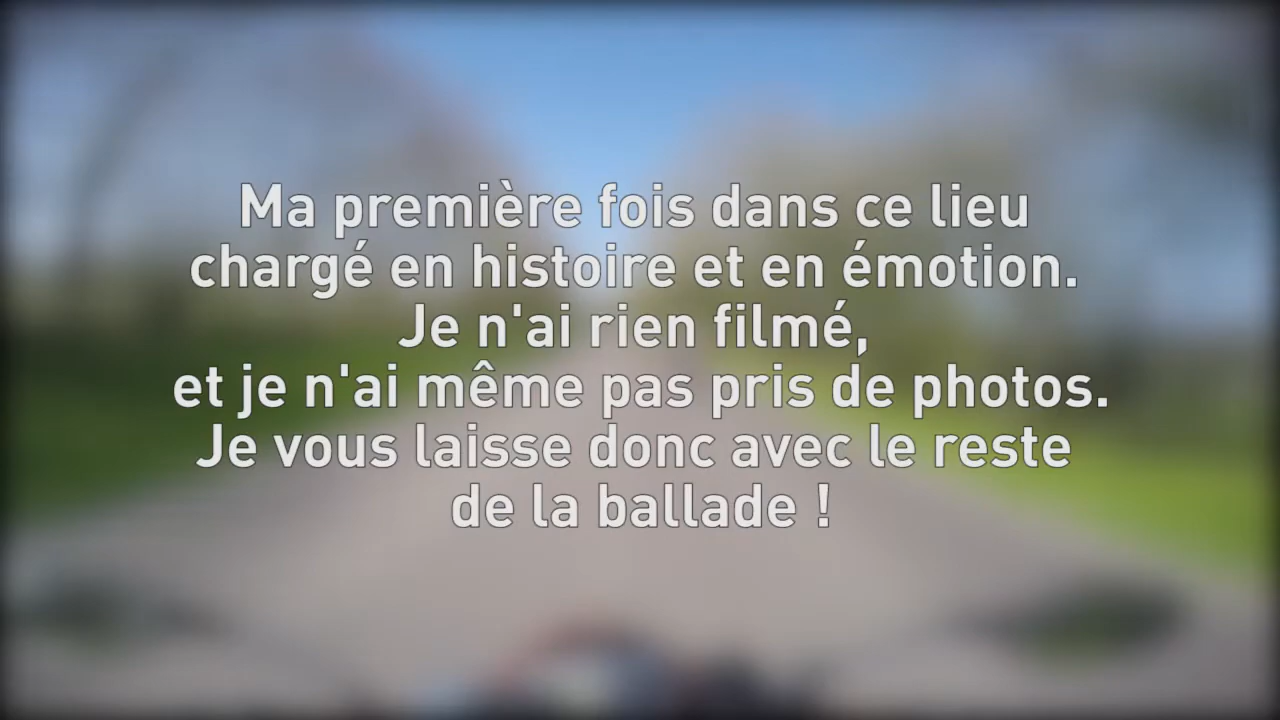 Ma première fois dans ce lieu
chargé en histoire et en émotion.
Je n'ai rien filmé,
et je n'ai même pas pris de photos.
Je vous laisse donc avec le reste
de la ballade !